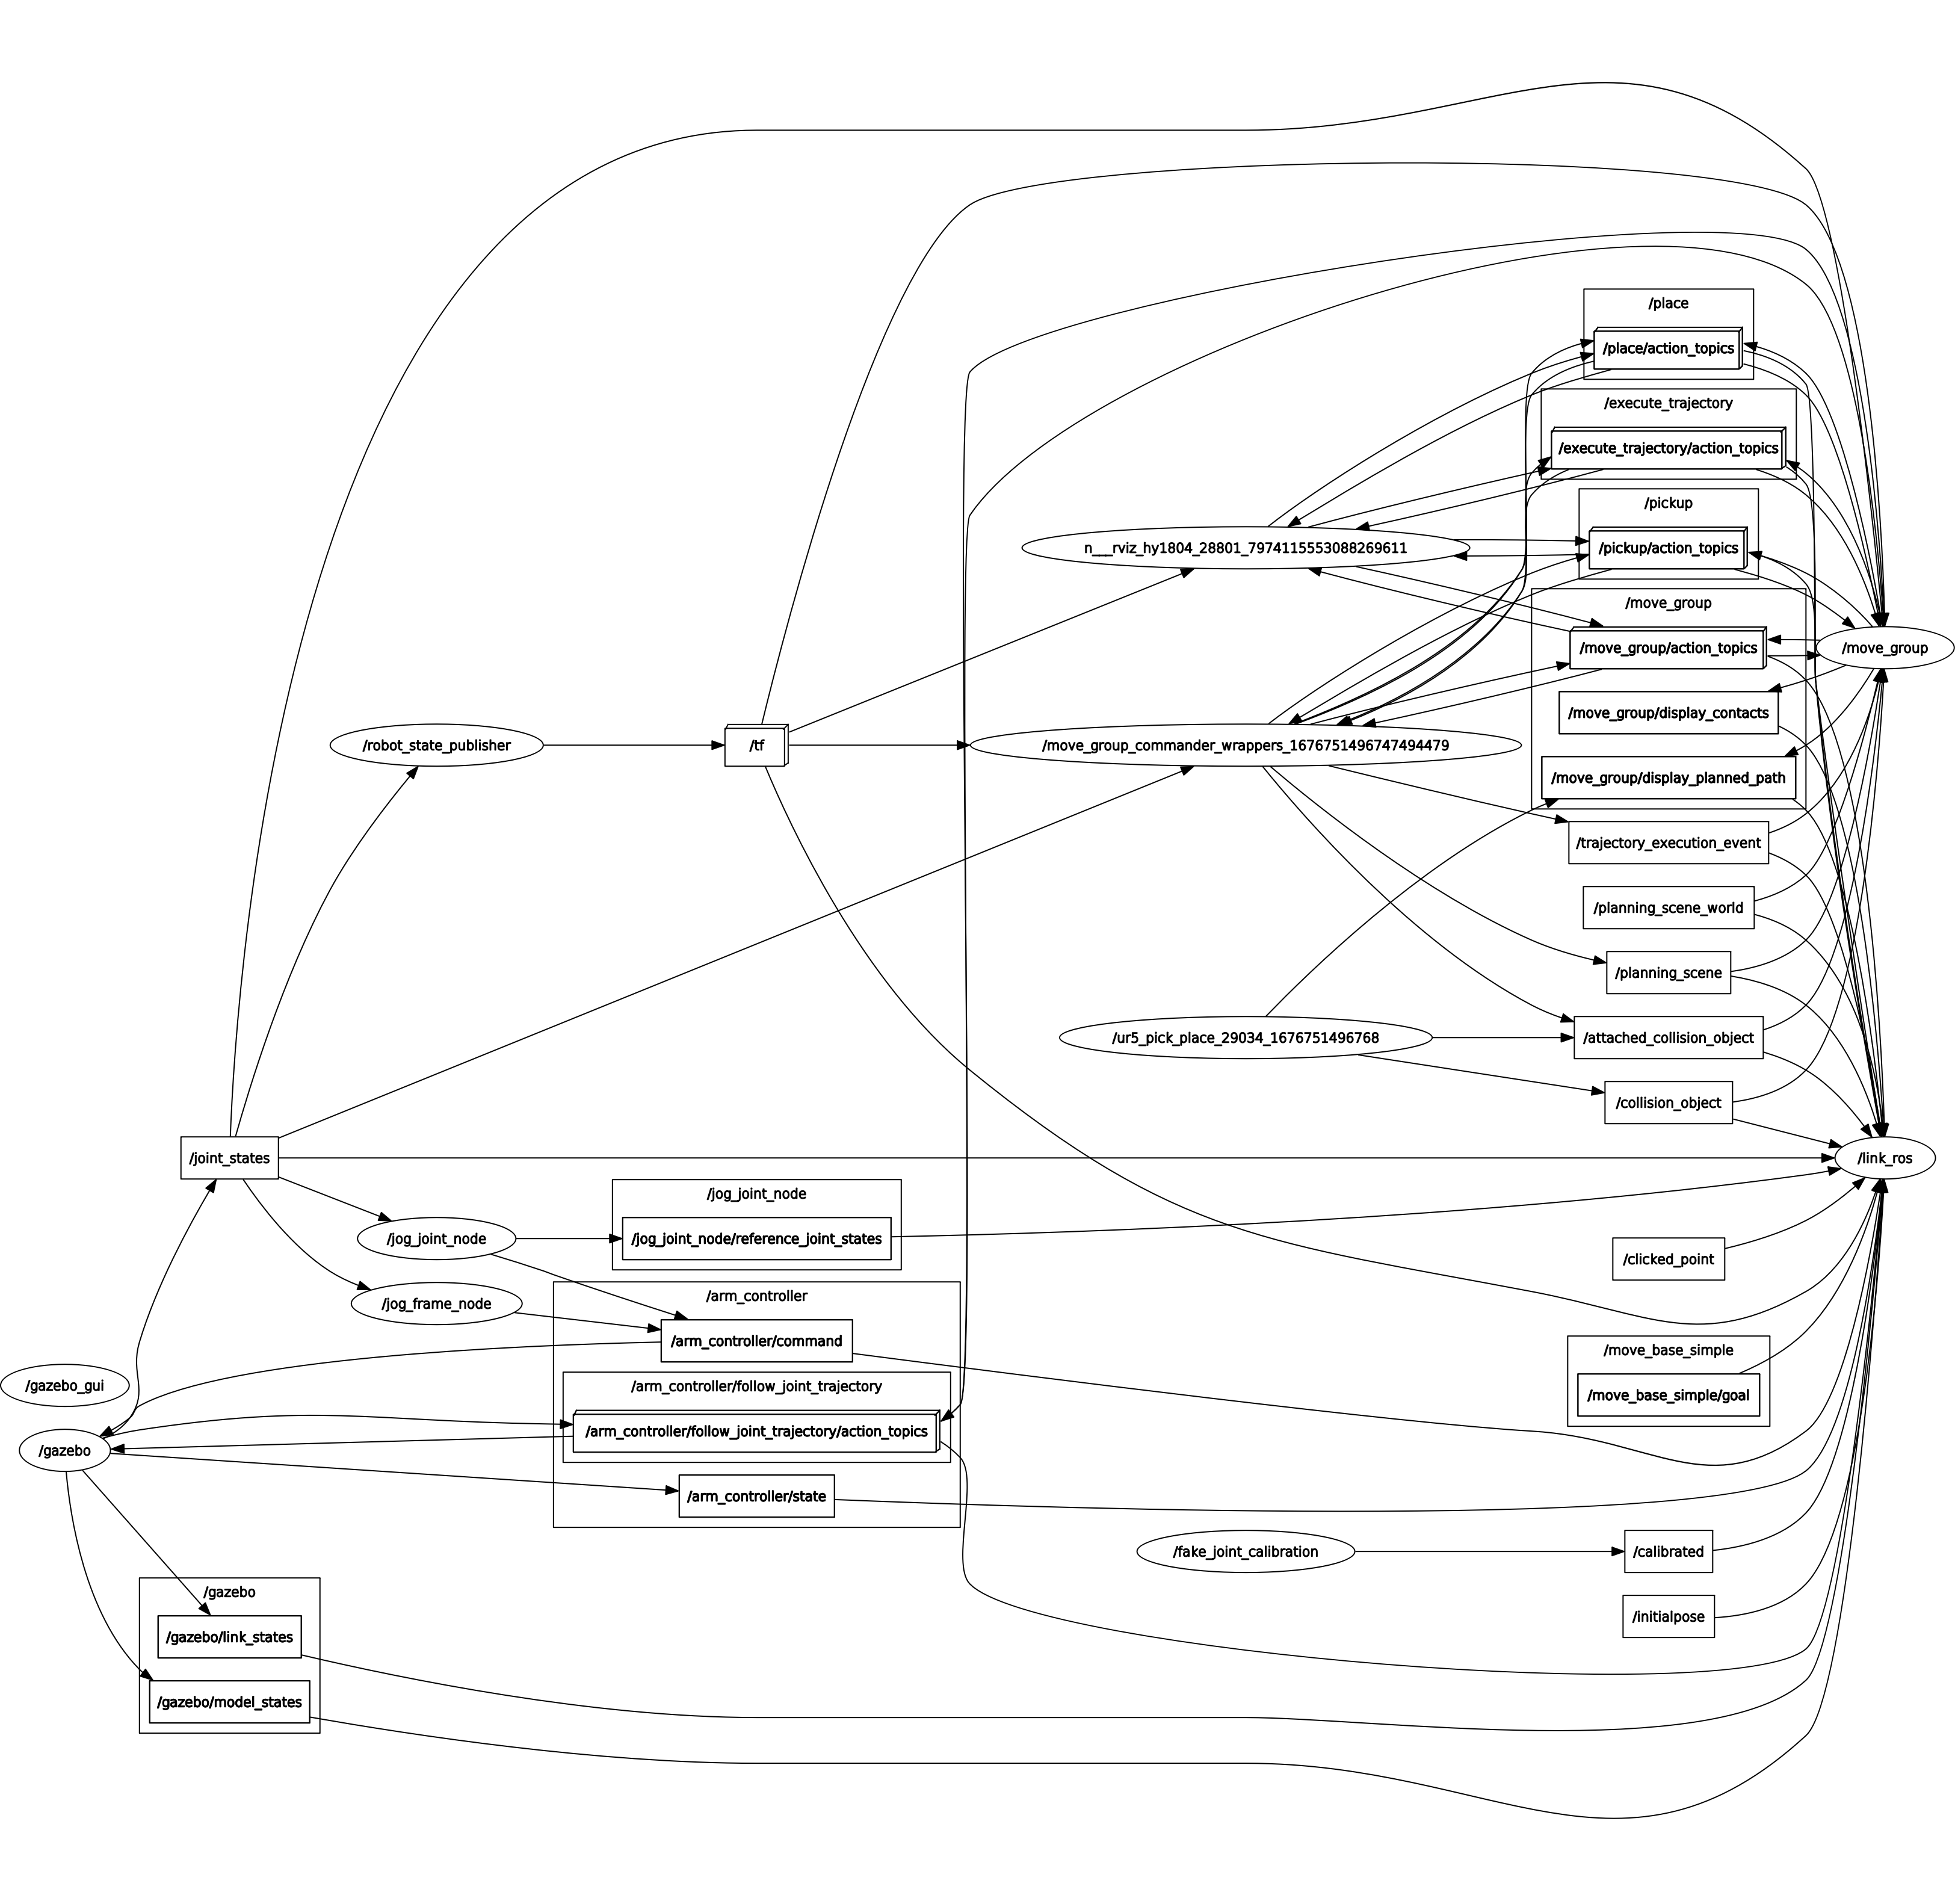 /place
/place/action_topics
/execute_trajectory
/execute_trajectory/action_topics
/pickup
n___rviz_hy1804_28801_7974115553088269611
/pickup/action_topics
/move_group
/move_group/action_topics
/move_group
/move_group/display_contacts
/robot_state_publisher
/tf
/move_group_commander_wrappers_1676751496747494479
/move_group/display_planned_path
/trajectory_execution_event
/planning_scene_world
/planning_scene
/ur5_pick_place_29034_1676751496768
/attached_collision_object
/collision_object
/joint_states
/link_ros
/jog_joint_node
/jog_joint_node
/jog_joint_node/reference_joint_states
/clicked_point
/jog_frame_node
/arm_controller
/arm_controller/command
/move_base_simple
/move_base_simple/goal
/gazebo_gui
/arm_controller/follow_joint_trajectory
/arm_controller/follow_joint_trajectory/action_topics
/gazebo
/arm_controller/state
/fake_joint_calibration
/calibrated
/gazebo
/initialpose
/gazebo/link_states
/gazebo/model_states